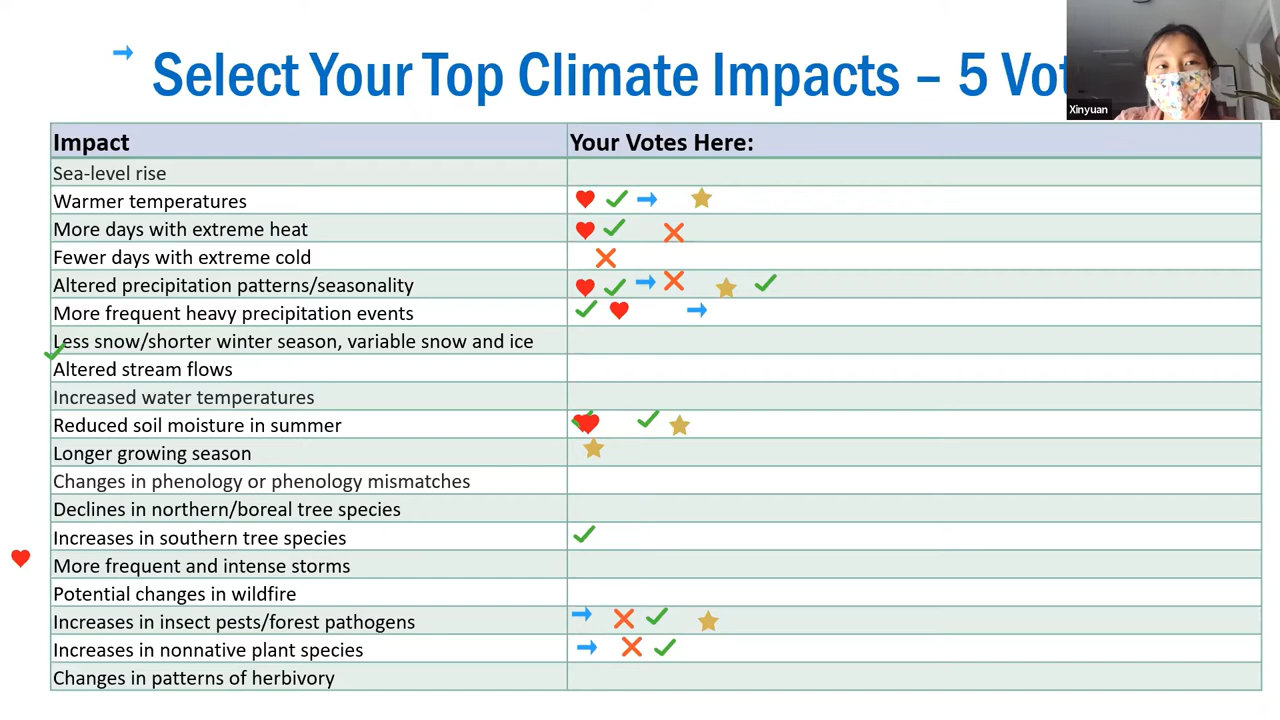 Select Your Top Climate Impacts – 5 Vot
Xinyuan
Impact Your Votes Here:
Sea-level rise
Warmer temperatures
More days with extreme heat
Fewer days with extreme cold
Altered precipitation patterns/seasonality
More frequent heavy precipitation events
Less snow/shorter winter season, variable snow and ice
Altered stream flows
Increased water temperatures
Reduced soil moisture in summer
Longer growing season
Changes in phenology or phenology mismatches
Declines in northern/boreal tree species
Increases in southern tree species
More frequent and intense storms
Potential changes in wildfire
Increases in insect pests/forest pathogens
Increases in nonnative plant species
Changes in patterns of herbivory